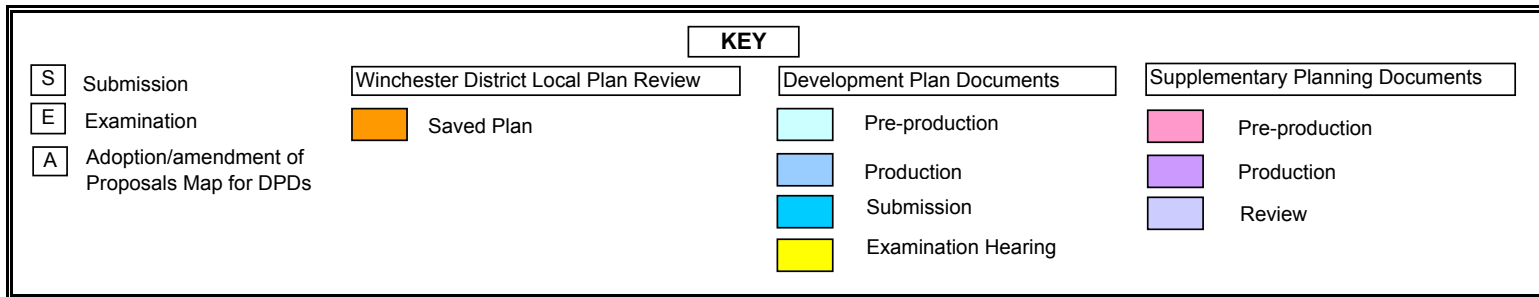 KEY
S Submission
E Examination
A Adoption/amendment of
Proposals Map for DPDs
Winchester District Local Plan Review
Saved Plan
Development Plan Documents
Pre-production
Production
Submission
Examination Hearing
Supplementary Planning Documents
Pre-production
Production
Review